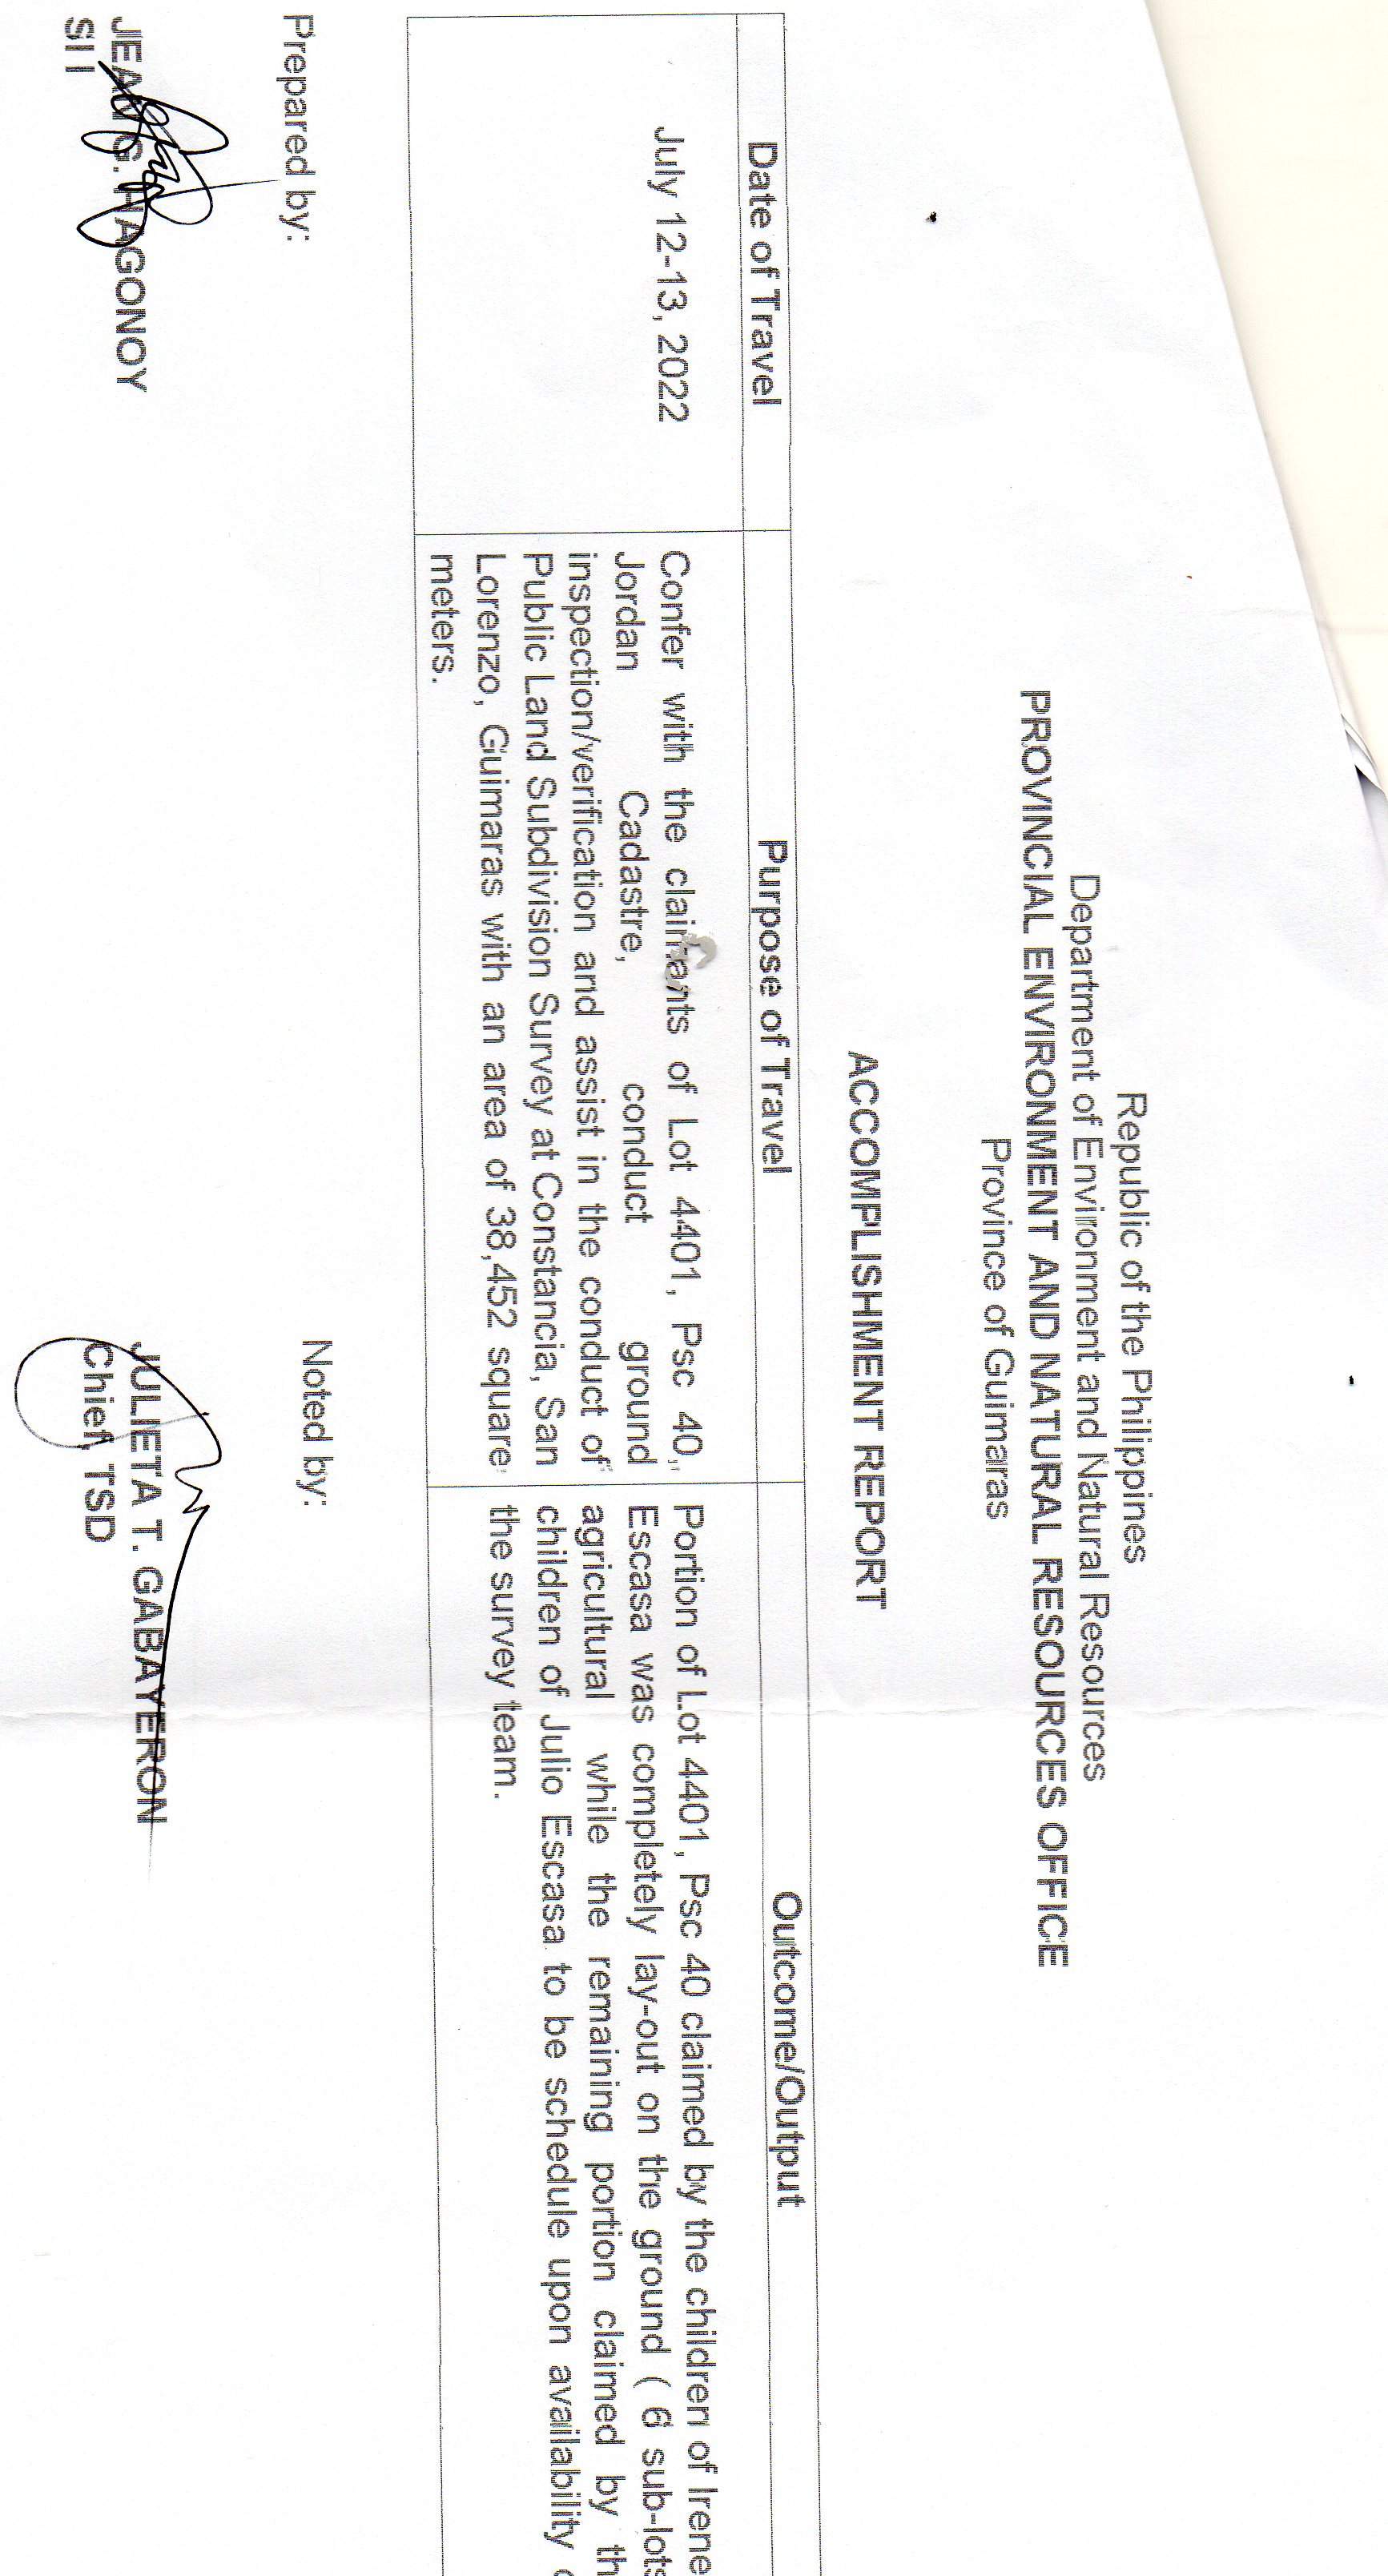 Republic of the Philippines
Department of Environment and Natural Resources
PROVINCIAL ENVIRONMENT AND NATURAL RESOURCES OFFICE
Province of Guimaras
ACCOMPLISHMENT REPORT
Date of Travel
July 12-13, 2022
Purpose of Travel
Confer with the claimants of Lot 4401, Psc 40,
Jordan Cadastre, conduct ground
inspection/verification and assist in the conduct of
Public Land Subdivision Survey at Constancia, San
Lorenzo, Guimaras with an area of 38,452 square
meters.
Outcome/Output
Portion of Lot 4401, Psc 40 claimed by the children of Irene
Escasa was completely lay-out on the ground ( 6 sub-lots
agricultural while the remaining portion claimed by th
children of Julio Escasa to be schedule upon availability
the survey team.
Prepared by:
JEAN G. HAGONOY
SI I
Noted by:
JULIETA T. GABAYERON
Chief, TSD